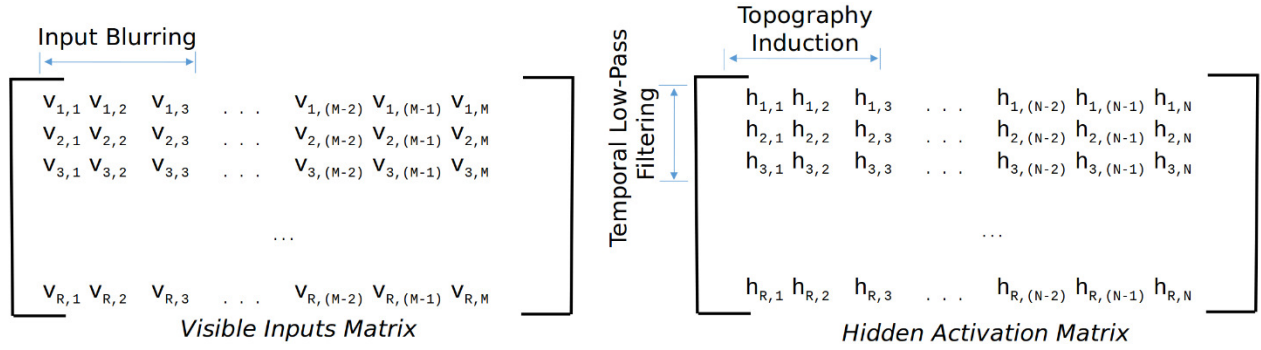 Input Blurring
v1,1 v1,2 v1,3 . . . v1,(M-2) v1,(M-1) v1,M
v2,1 v2,2 v2,3 . . . v2,(M-2) v2,(M-1) v2,M
v3,1 v3,2 v3,3 . . . v3,(M-2) v3,(M-1) v3,M
...
vR,1 vR,2 vR,3 . . . vR,(M-2) vR,(M-1) vR,M
Visible Inputs Matrix
Topography
Induction
Temporal Low-Pass
Filtering
h1,1 h1,2 h1,3 . . . h1,(N-2) h1,(N-1) h1,N
h2,1 h2,2 h2,3 . . . h2,(N-2) h2,(N-1) h2,N
h3,1 h3,2 h3,3 . . . h3,(N-2) h3,(N-1) h3,N
...
hR,1 hR,2 hR,3 . . . hR,(N-2) hR,(N-1) hR,N
Hidden Activation Matrix